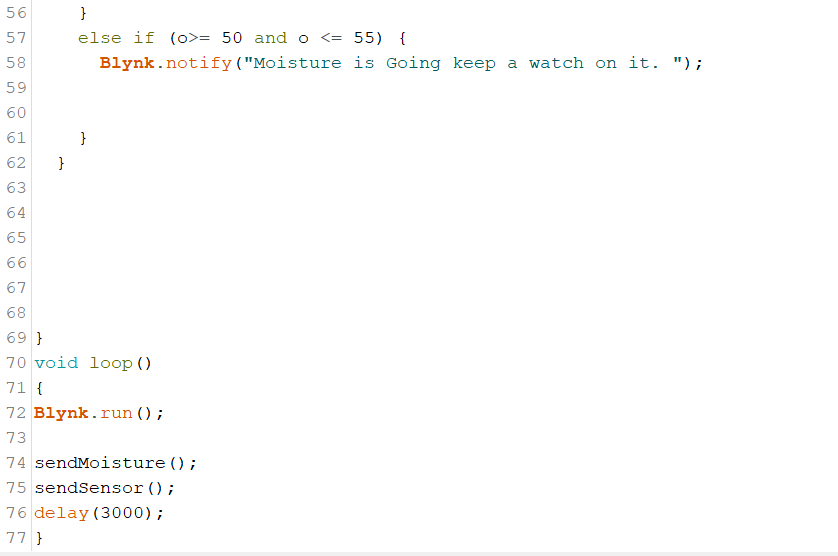 56     }
57     else if (o>= 50 and o <= 55) {
58       Blynk.notify("Moisture is Going keep a watch on it. ");
59
60
61     }
62   }
63
64
65
66
67
68
69 }
70 void loop()
71 {
72 Blynk.run();
73
74 sendMoisture();
75 sendSensor();
76 delay(3000);
77 }